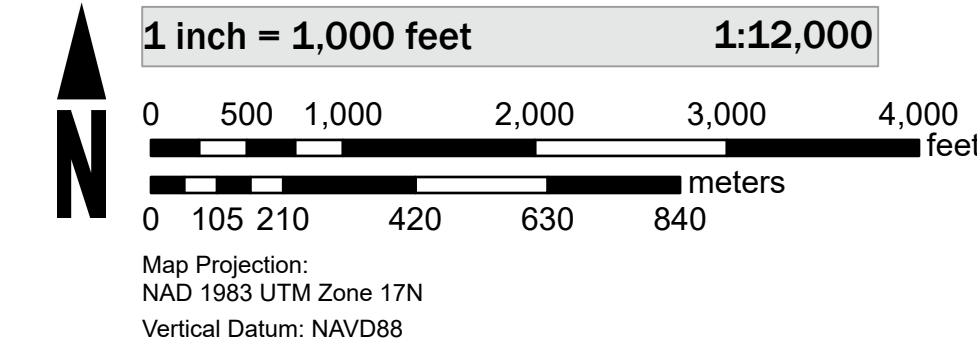 1 inch = 1,000 feet 1:12,000
0 500 1,000 2,000 3,000 4,000
feet
meters
0 105 210 420 630 840
N
Map Projection:
NAD 1983 UTM Zone 17N
Vertical Datum: NAVD88